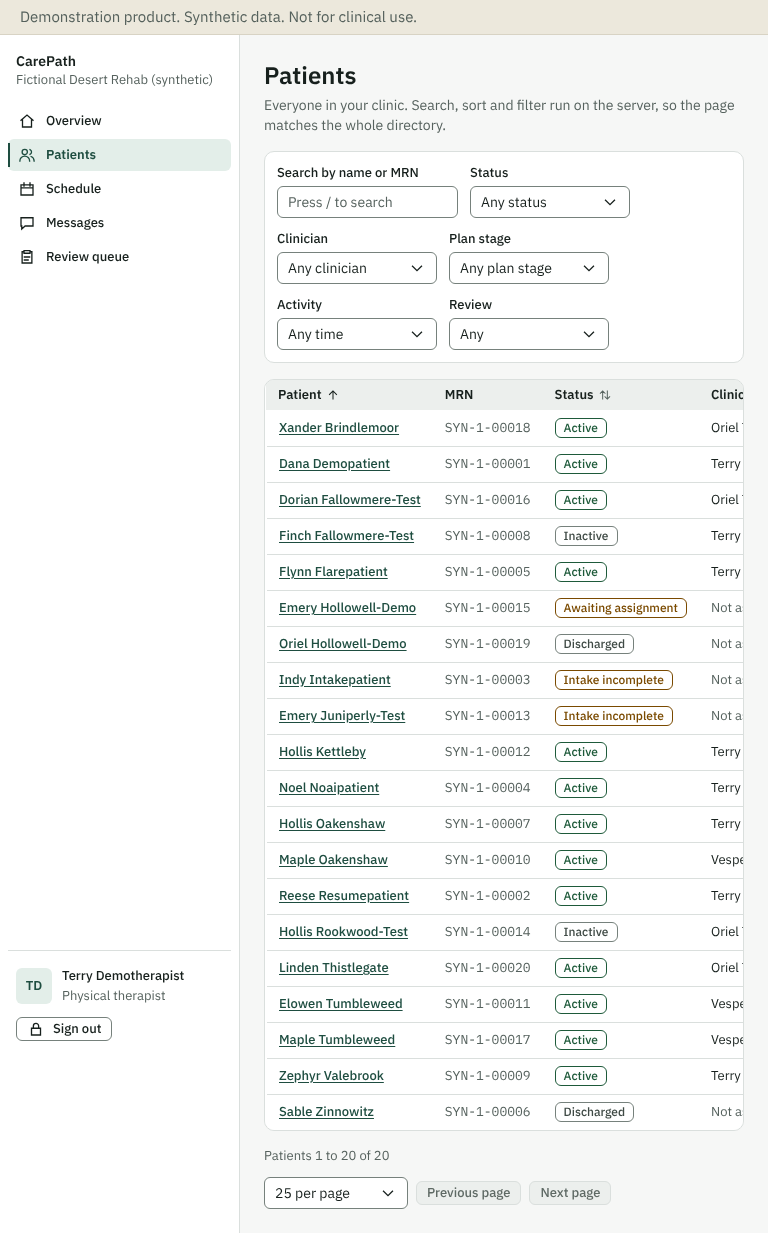 Demonstration product. Synthetic data. Not for clinical use.
CarePath
Fictional Desert Rehab (synthetic)
Overview
Patients
Schedule
Messages
Review queue
Terry Demotherapist
TD
Physical therapist
Sign out
Patients
Everyone in your clinic. Search, sort and filter run on the server, so the page
matches the whole directory.
Search by name or MRN Status
Press / to search Any status
Clinician Plan stage
Any clinician Any plan stage
Activity Review
Any time Any
Patient MRN Status
Xander Brindlemoor SYN-1-00018 Active Oriel
Dana Demopatient SYN-1-00001 Active Terry
Dorian Fallowmere-Test SYN-1-00016 Active Oriel
Finch Fallowmere-Test SYN-1-00008 Inactive Terry
Flynn Flarepatient SYN-1-00005 Active Terry
Emery Hollowell-Demo SYN-1-00015 Awaiting assignment Not
Oriel Hollowell-Demo SYN-1-00019 Discharged Not
Indy Intakepatient SYN-1-00003 Intake incomplete Not
Emery Juniperly-Test SYN-1-00013 Intake incomplete Not
Hollis Kettleby SYN-1-00012 Active Terry
Noel Noaipatient SYN-1-00004 Active Terry
Hollis Oakenshaw SYN-1-00007 Active Terry
Maple Oakenshaw SYN-1-00010 Active
Reese Resumepatient SYN-1-00002 Active Terry
Hollis Rookwood-Test SYN-1-00014 Inactive Oriel
Linden Thistlegate SYN-1-00020 Active Oriel
Elowen Tumbleweed SYN-1-00011 Active
Maple Tumbleweed SYN-1-00017 Active
Zephyr Valebrook SYN-1-00009 Active Terry
Sable Zinnowitz SYN-1-00006 Discharged Not
Patients 1 to 20 of 20
25 per page Previous page Next page